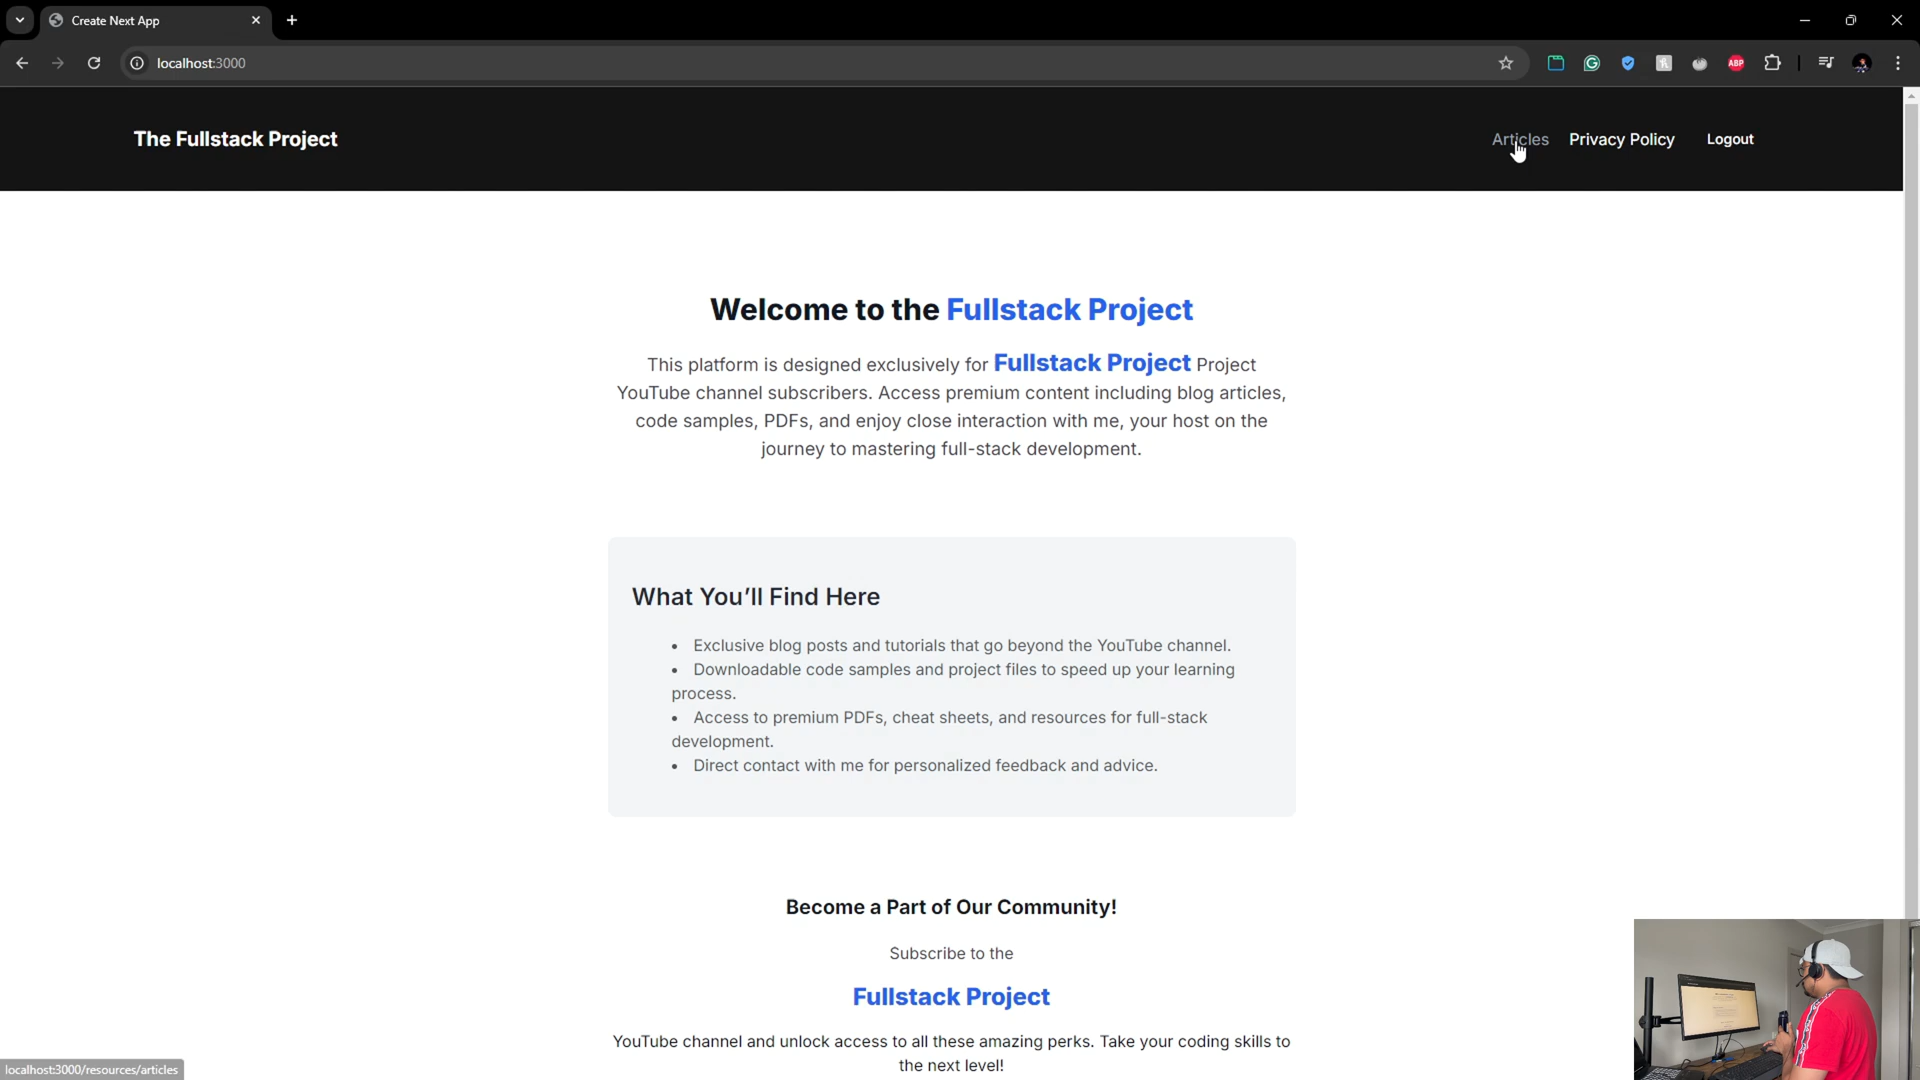 Create Next App
localhost:3000
ABP
The Fullstack Project
Articles Privacy Policy Logout
Welcome to the Fullstack Project
This platform is designed exclusively for Fullstack Project Project
YouTube channel subscribers. Access premium content including blog articles,
code samples, PDFs, and enjoy close interaction with me, your host on the
journey to mastering full-stack development.
What You’ll Find Here
• Exclusive blog posts and tutorials that go beyond the YouTube channel.
• Downloadable code samples and project files to speed up your learning
process.
• Access to premium PDFs, cheat sheets, and resources for full-stack
development.
• Direct contact with me for personalized feedback and advice.
Become a Part of Our Community!
Subscribe to the
Fullstack Project
YouTube channel and unlock access to all these amazing perks. Take your coding skills to
the next level!
localhost:3000/resources/articles